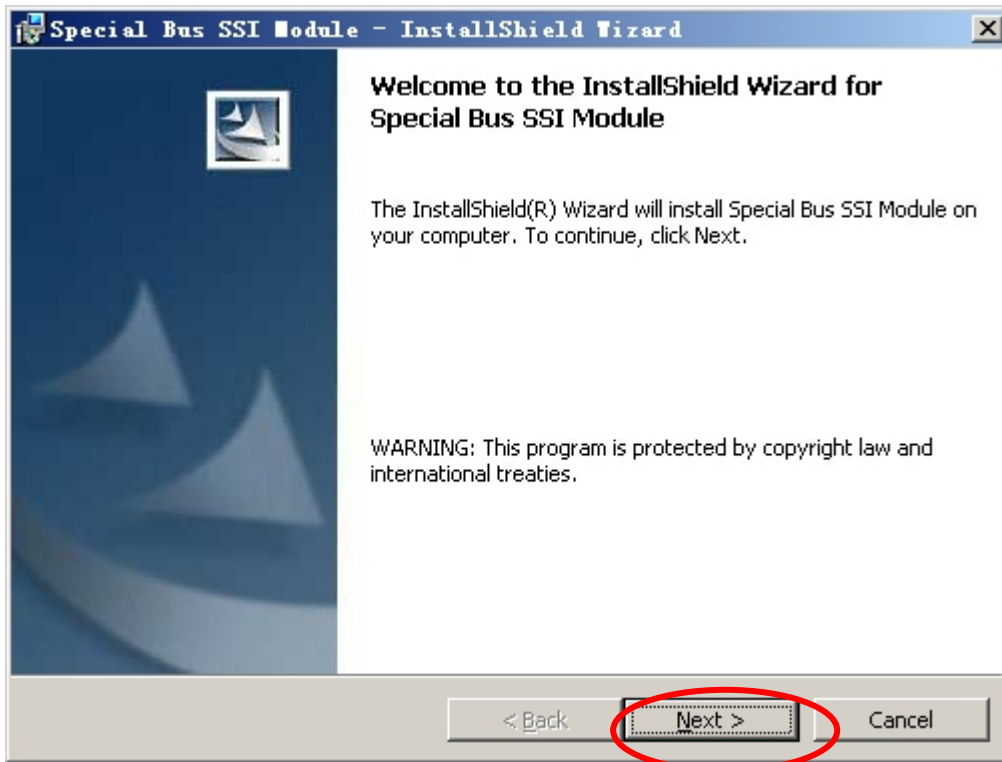 Special Bus SSI Module - InstallShield Wizard
Welcome to the InstallShield Wizard for
Special Bus SSI Module
The InstallShield(R) Wizard will install Special Bus SSI Module on
your computer. To continue, click Next.
WARNING: This program is protected by copyright law and
international treaties.
< Back
Next >
Cancel